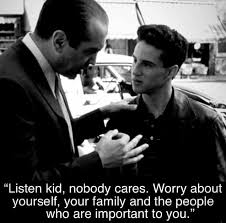 “Listen kid, nobody cares. Worry about
yourself, your family and the people
who are important to you.”